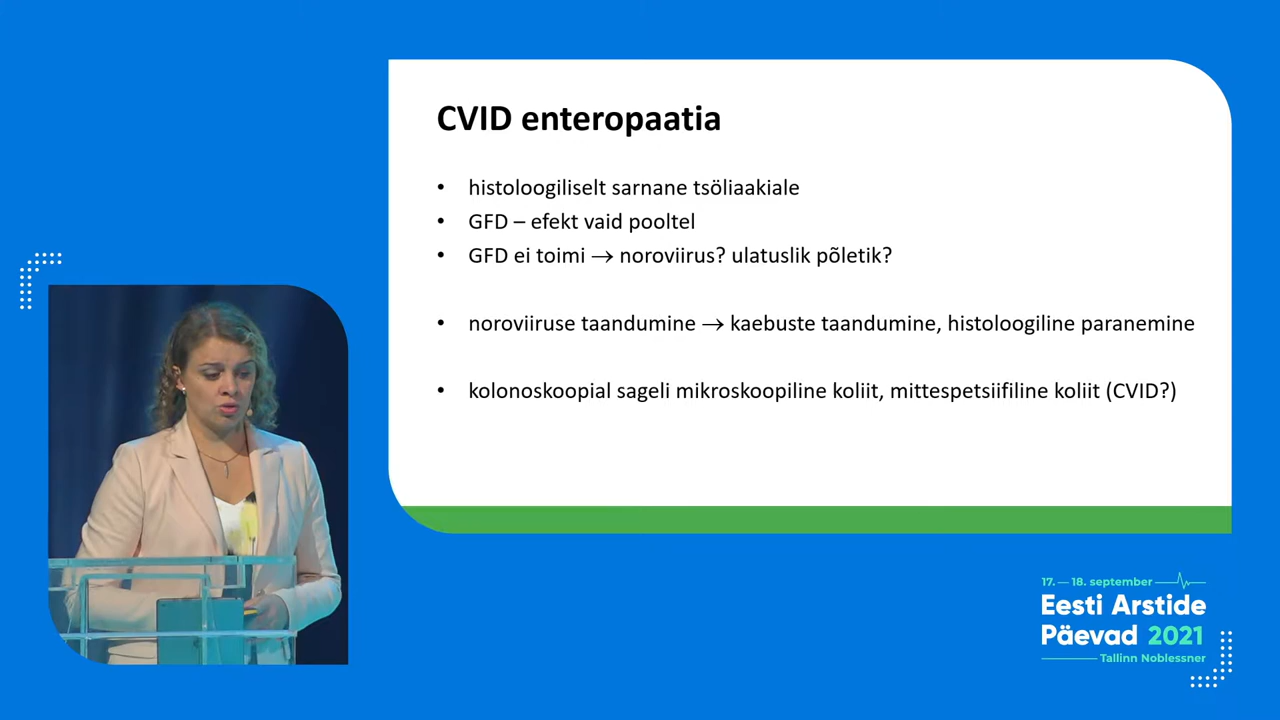 CVID enteropaatia
• histoloogiliselt sarnane tsöliaakiale
• GFD – efekt vaid pooltel
• GFD ei toimi → noroviirus? ulatuslik põletik?
• noroviiruse taandumine → kaebuste taandumine, histoloogiline paranemine
• kolonoskoopial sageli mikroskoopiline koliit, mittespetsiifiline koliit (CVID?)
17. — 18. september
Eesti Arstide
Päevad 2021
Tallinn Noblessner